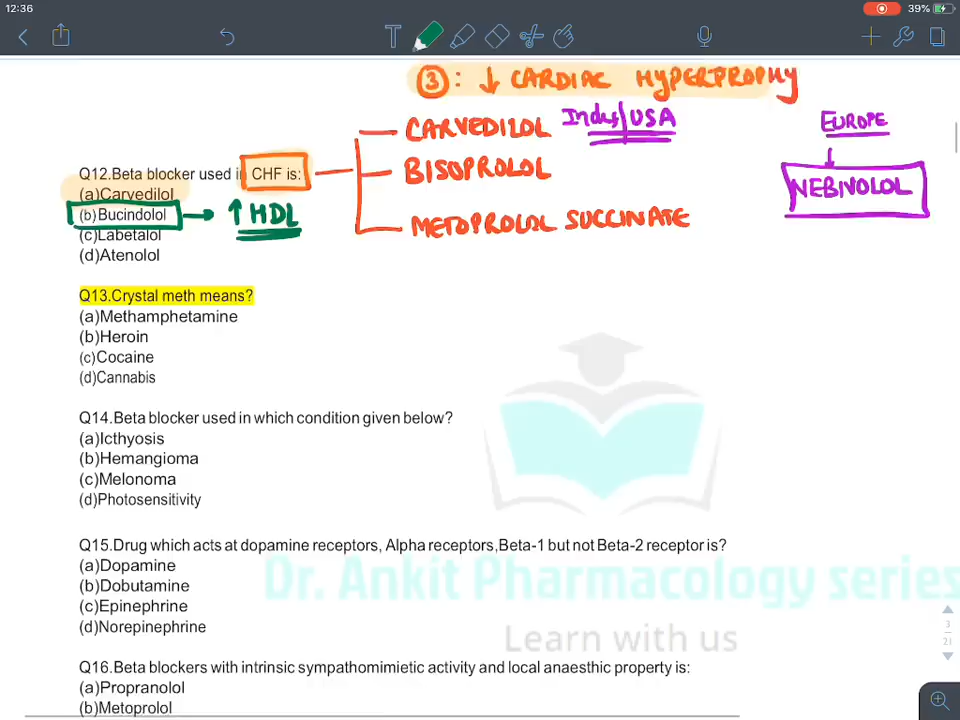 12:36
39%
③: ↓ CARDIAC HYPERTPROPHY
CARVEDILOL India/USA
EUROPE
Q12.Beta blocker used in CHF is:
BISOPROLOL
NEBIVOLOL
(a)Carvedilol
(b)Bucindolol → ↑ HDL
METOPROLOL SUCCINATE
(c)Labetalol
(d)Atenolol
Q13.Crystal meth means?
(a)Methamphetamine
(b)Heroin
(c)Cocaine
(d)Cannabis
Q14.Beta blocker used in which condition given below?
(a)Icthyosis
(b)Hemangioma
(c)Melonoma
(d)Photosensitivity
Q15.Drug which acts at dopamine receptors, Alpha receptors,Beta-1 but not Beta-2 receptor is?
(a)Dopamine
Dr. Ankit Pharmacology series
(b)Dobutamine
(c)Epinephrine
3
21
(d)Norepinephrine
Learn with us
Q16.Beta blockers with intrinsic sympathomimietic activity and local anaesthic property is:
(a)Propranolol
(b)Metoprolol